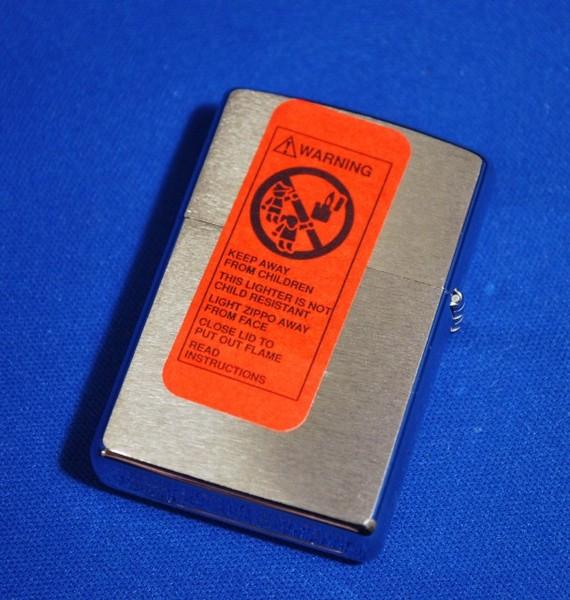 WARNING
KEEP AWAY
FROM CHILDREN
THIS LIGHTER IS NOT
CHILD RESISTANT
LIGHT ZIPPO AWAY
FROM FACE
CLOSE LID TO
PUT OUT FLAME
READ
INSTRUCTIONS